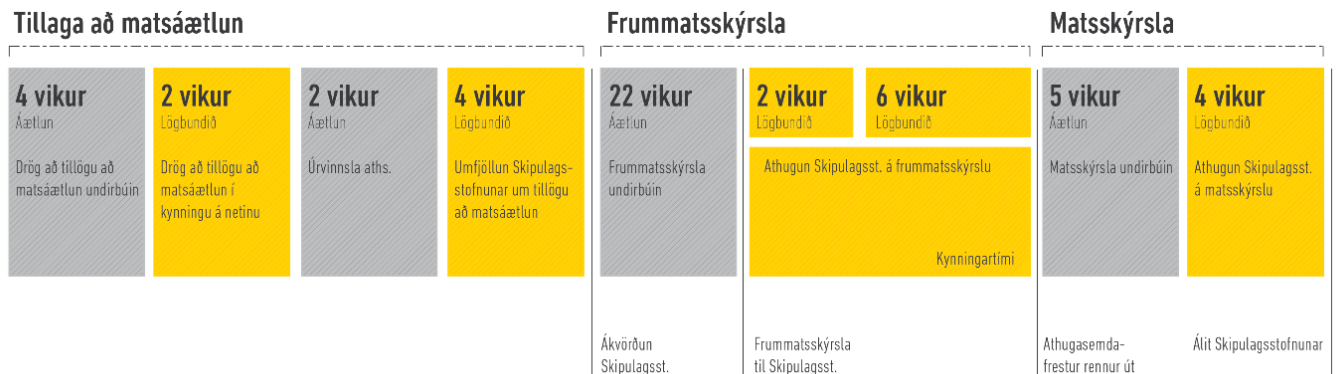 Tillaga að matsáætlun
4 vikur
Áætlun
Drög að tillögu að
matsáætlun undirbúin
2 vikur
Lögbundið
Drög að tillögu að
matsáætlun í
kynningu á netinu
2 vikur
Áætlun
Úrvinnsla aths.
4 vikur
Lögbundið
Umfjöllun Skipulags-
stofnunar um tillögu
að matsáætlun
Frummatsskýrsla
22 vikur
Áætlun
Frummatsskýrsla
undirbúin
2 vikur
Lögbundið
6 vikur
Lögbundið
Athugun Skipulagsst. á frummatsskýrslu
Kynningartími
Matsskýrsla
5 vikur
Áætlun
Matsskýrsla undirbúin
4 vikur
Lögbundið
Athugun Skipulagsst.
á matsskýrslu
Ákvörðun
Skipulagsst.
Frummatsskýrsla
til Skipulagsst.
Athugasemda-
frestur rennur út
Álit Skipulagsstofnunar